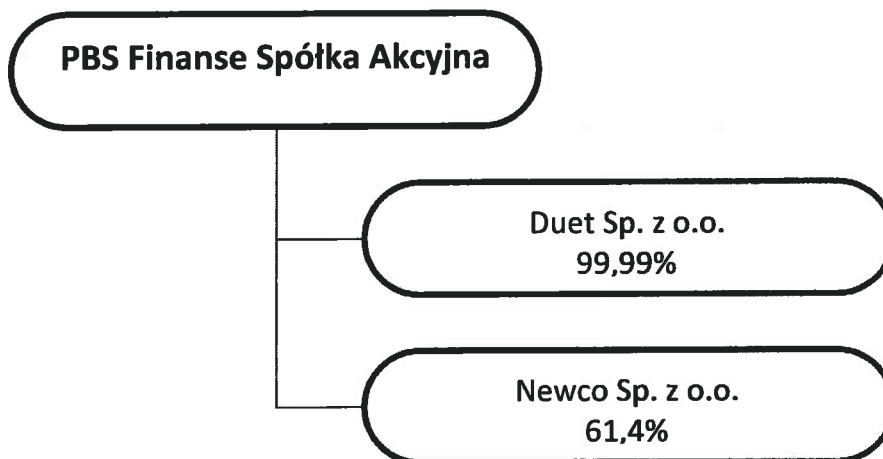 PBS Finanse Spółka Akcyjna
Duet Sp. z o.o.
99,99%
Newco Sp. z o.o.
61,4%